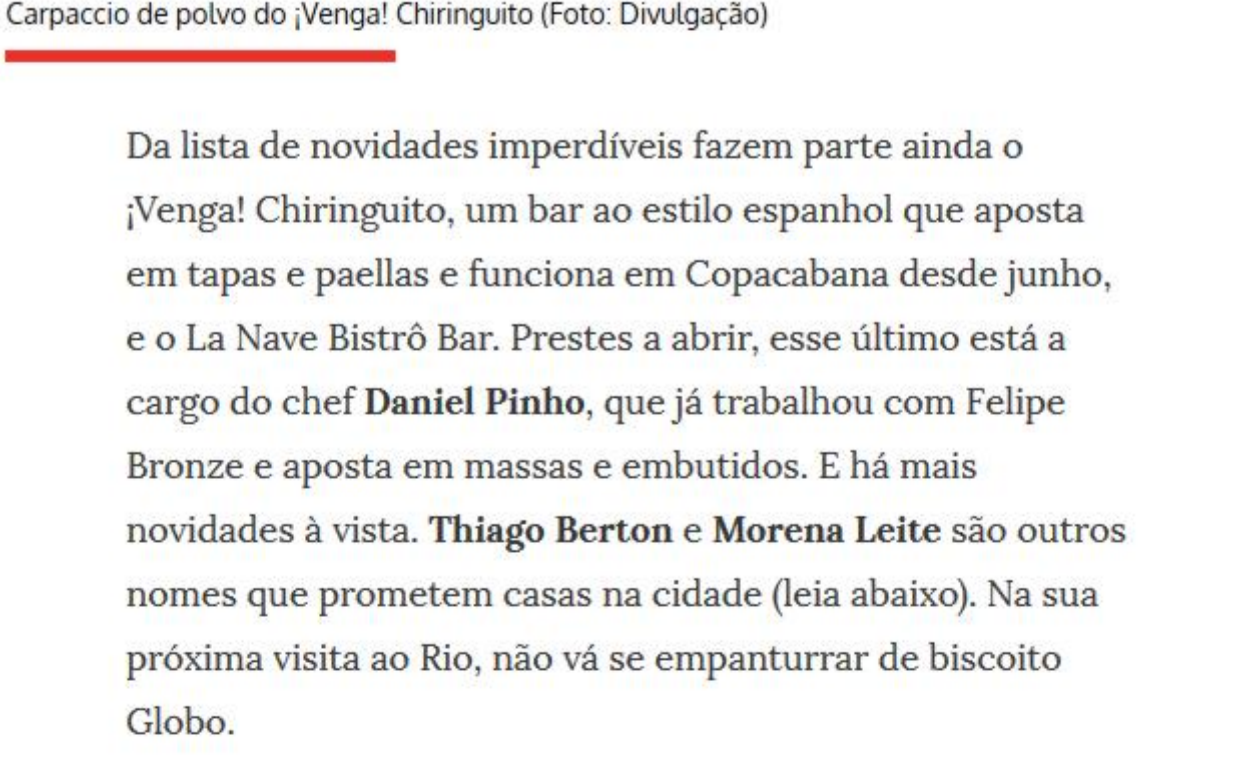 Carpaccio de polvo do ¡Venga! Chiringuito (Foto: Divulgação)
Da lista de novidades imperdíveis fazem parte ainda o
¡Venga! Chiringuito, um bar ao estilo espanhol que aposta
em tapas e paellas e funciona em Copacabana desde junho,
e o La Nave Bistrô Bar. Prestes a abrir, esse último está a
cargo do chef Daniel Pinho, que já trabalhou com Felipe
Bronze e aposta em massas e embutidos. E há mais
novidades à vista. Thiago Berton e Morena Leite são outros
nomes que prometem casas na cidade (leia abaixo). Na sua
próxima visita ao Rio, não vá se empanturrar de biscoito
Globo.